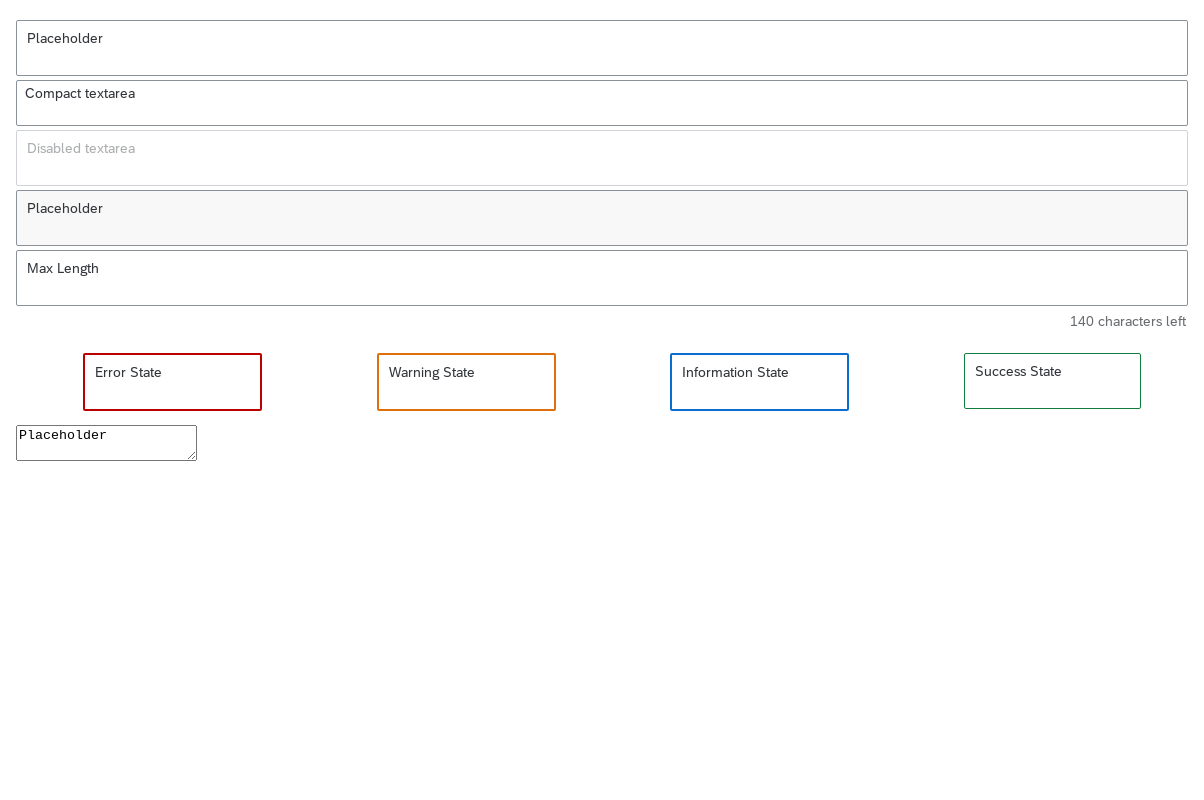 Placeholder
Compact textarea
Disabled textarea
Placeholder
Max Length
140 characters left
Error State
Warning State
Information State
Success State
Placeholder